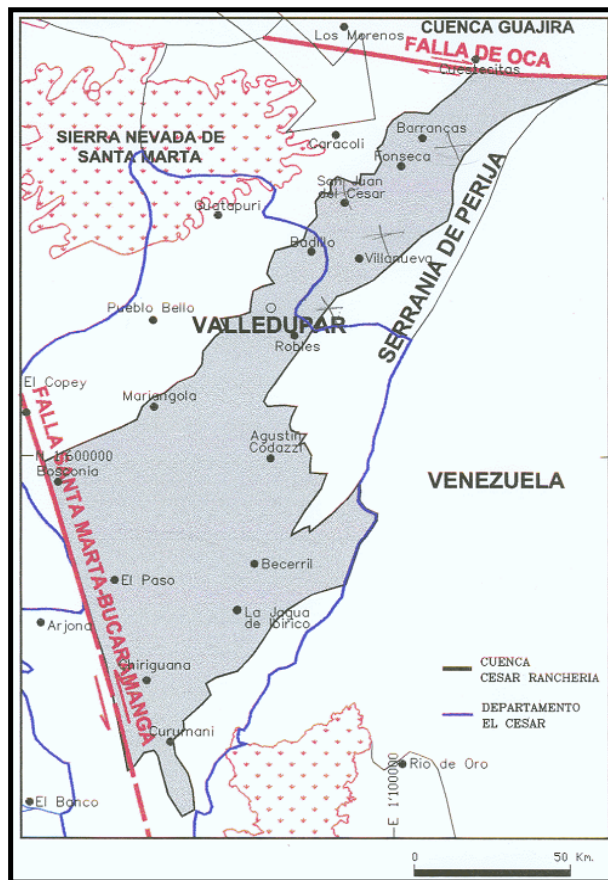 CUENCA GUAJIRA
Los Morenos
FALLA DE OCA
Cuestecitas
SIERRA NEVADA DE
SANTA MARTA
Caracoli
Barrancas
Fonseca
San Juan
del Cesar
Guatapuri
Badillo
Villanueva
SERRANIA DE PERIJA
Pueblo Bello
VALLEDUPAR
Robles
El Copey
Mariangola
FALLA SANTA MARTA-BUCARAMANGA
N 1'600000
Bosconia
Agustin
Codazzi
VENEZUELA
Becerril
El Paso
La Jagua
de Ibirico
Arjona
Chiriguana
CUENCA
CESAR RANCHERIA
DEPARTAMENTO
EL CESAR
Curumani
Rio de Oro
El Banco
E 1'100000
0 50 Km.